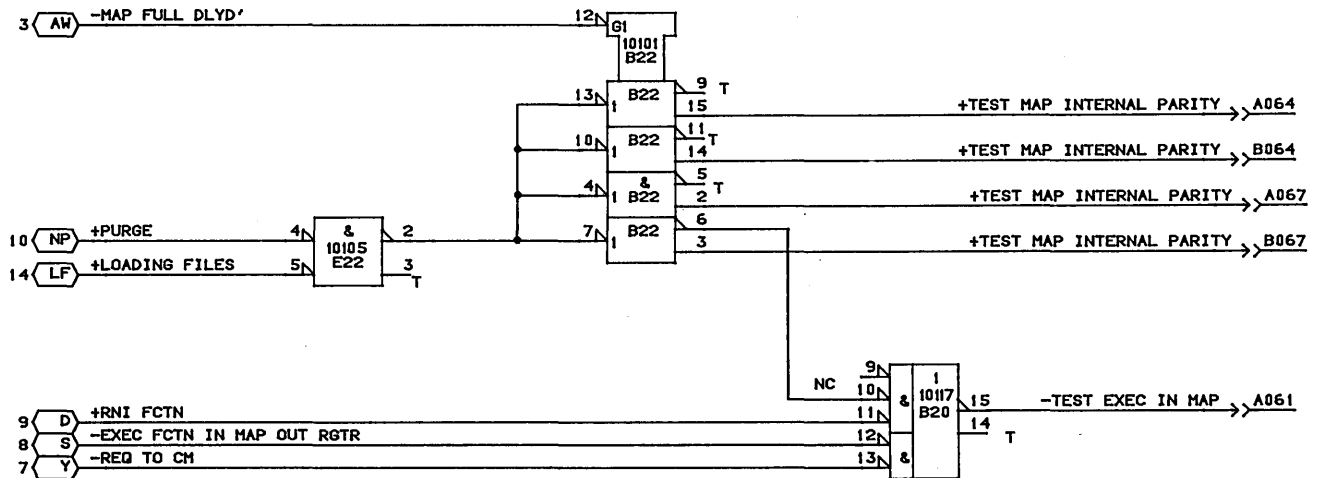 3 AW -MAP FULL DLYD' 12 G1
10101
B22
13 1 B22 9 T
15 +TEST MAP INTERNAL PARITY A064
10 1 B22 11 T
14 +TEST MAP INTERNAL PARITY B064
4 1 & B22 5 T
2 +TEST MAP INTERNAL PARITY A067
7 1 B22 6
3 +TEST MAP INTERNAL PARITY B067
10 NP +PURGE 4 & 2
10105
E22
14 LF +LOADING FILES 5 3 T
9 1
NC 10 & 10117
B20
9 D +RNI FCTN 11 15 -TEST EXEC IN MAP A061
8 S -EXEC FCTN IN MAP OUT RGTR 12 14 T
7 Y -REQ TO CM 13 &